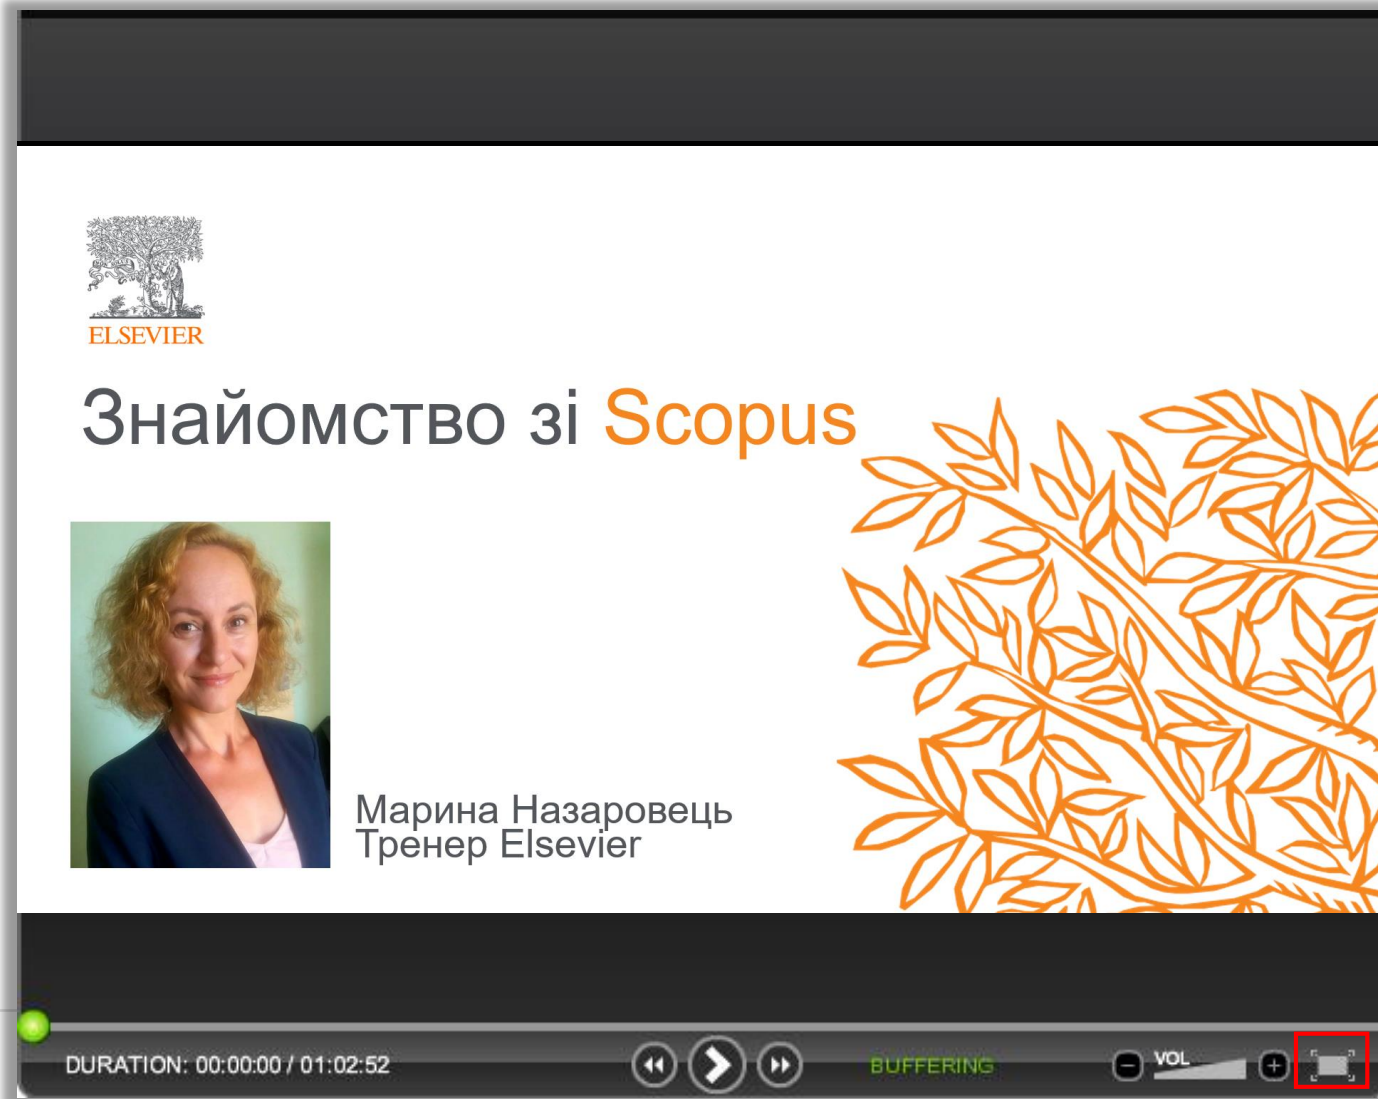 ELSEVIER
Знайомство зі Scopus
Марина Назаровець
Тренер Elsevier
DURATION: 00:00:00 / 01:02:52
BUFFERING
VOL